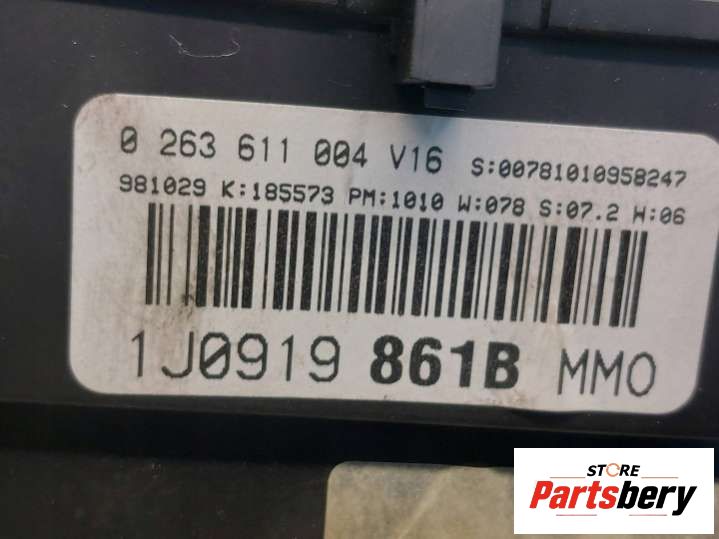 0 263 611 004 V16 S:00781010958247
981029 K:185573 PM:1010 W:078 S:07.2 H:06
1J0919 861B MMO
STORE
Partsbery